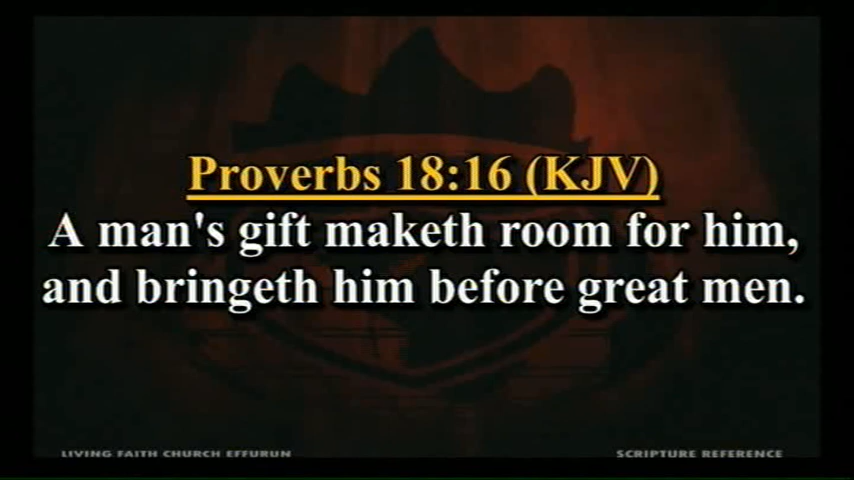 Proverbs 18:16 (KJV)
A man's gift maketh room for him,
and bringeth him before great men.
LIVING FAITH CHURCH EFFURUN
SCRIPTURE REFERENCE